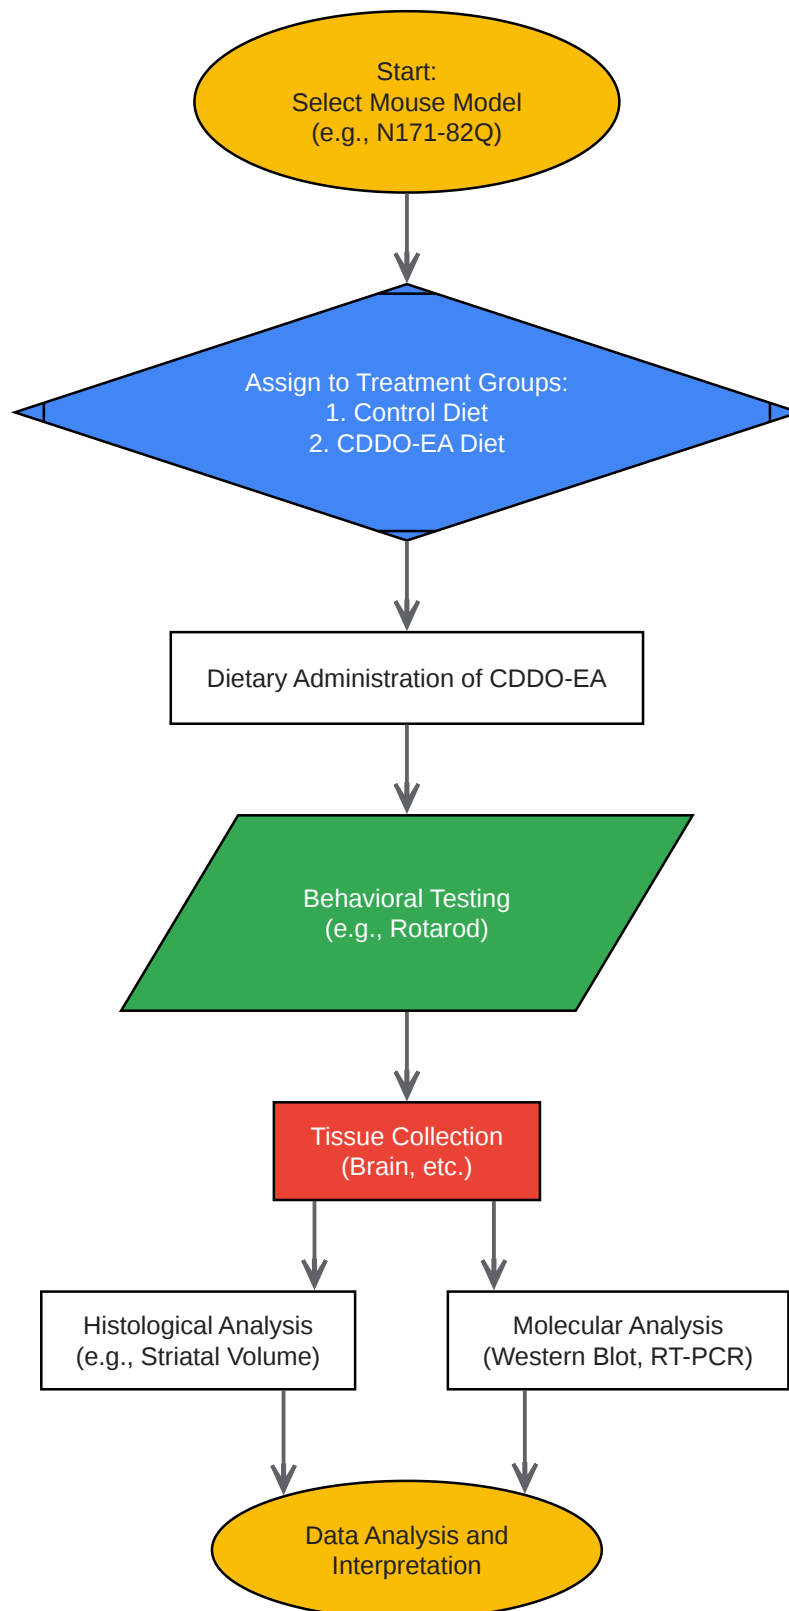 Start:
Select Mouse Model
(e.g., N171-82Q)
Assign to Treatment Groups:
1. Control Diet
2. CDDO-EA Diet
Dietary Administration of CDDO-EA
Behavioral Testing
(e.g., Rotarod)
Tissue Collection
(Brain, etc.)
Histological Analysis
(e.g., Striatal Volume)
Molecular Analysis
(Western Blot, RT-PCR)
Data Analysis and
Interpretation